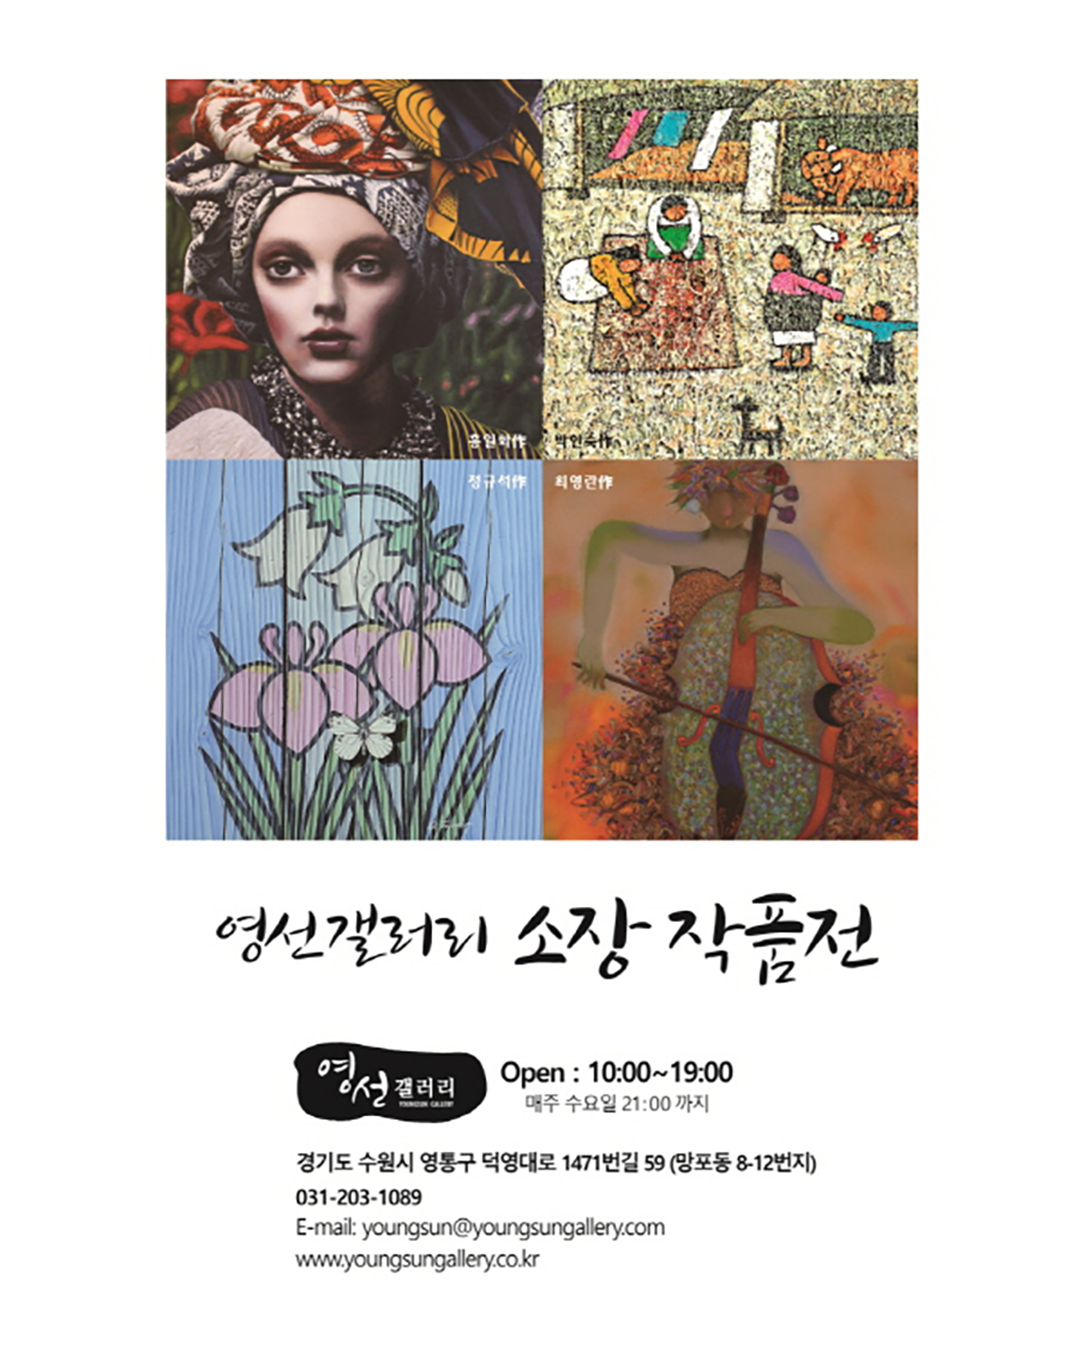 홍일화作
박인숙作
정규석作
최영란作
영선갤러리 소장 작품전
영선갤러리
YOUNGSUN GALLERY
Open : 10:00~19:00
매주 수요일 21:00 까지
경기도 수원시 영통구 덕영대로 1471번길 59 (망포동 8-12번지)
031-203-1089
E-mail: youngsun@youngsungallery.com
www.youngsungallery.co.kr